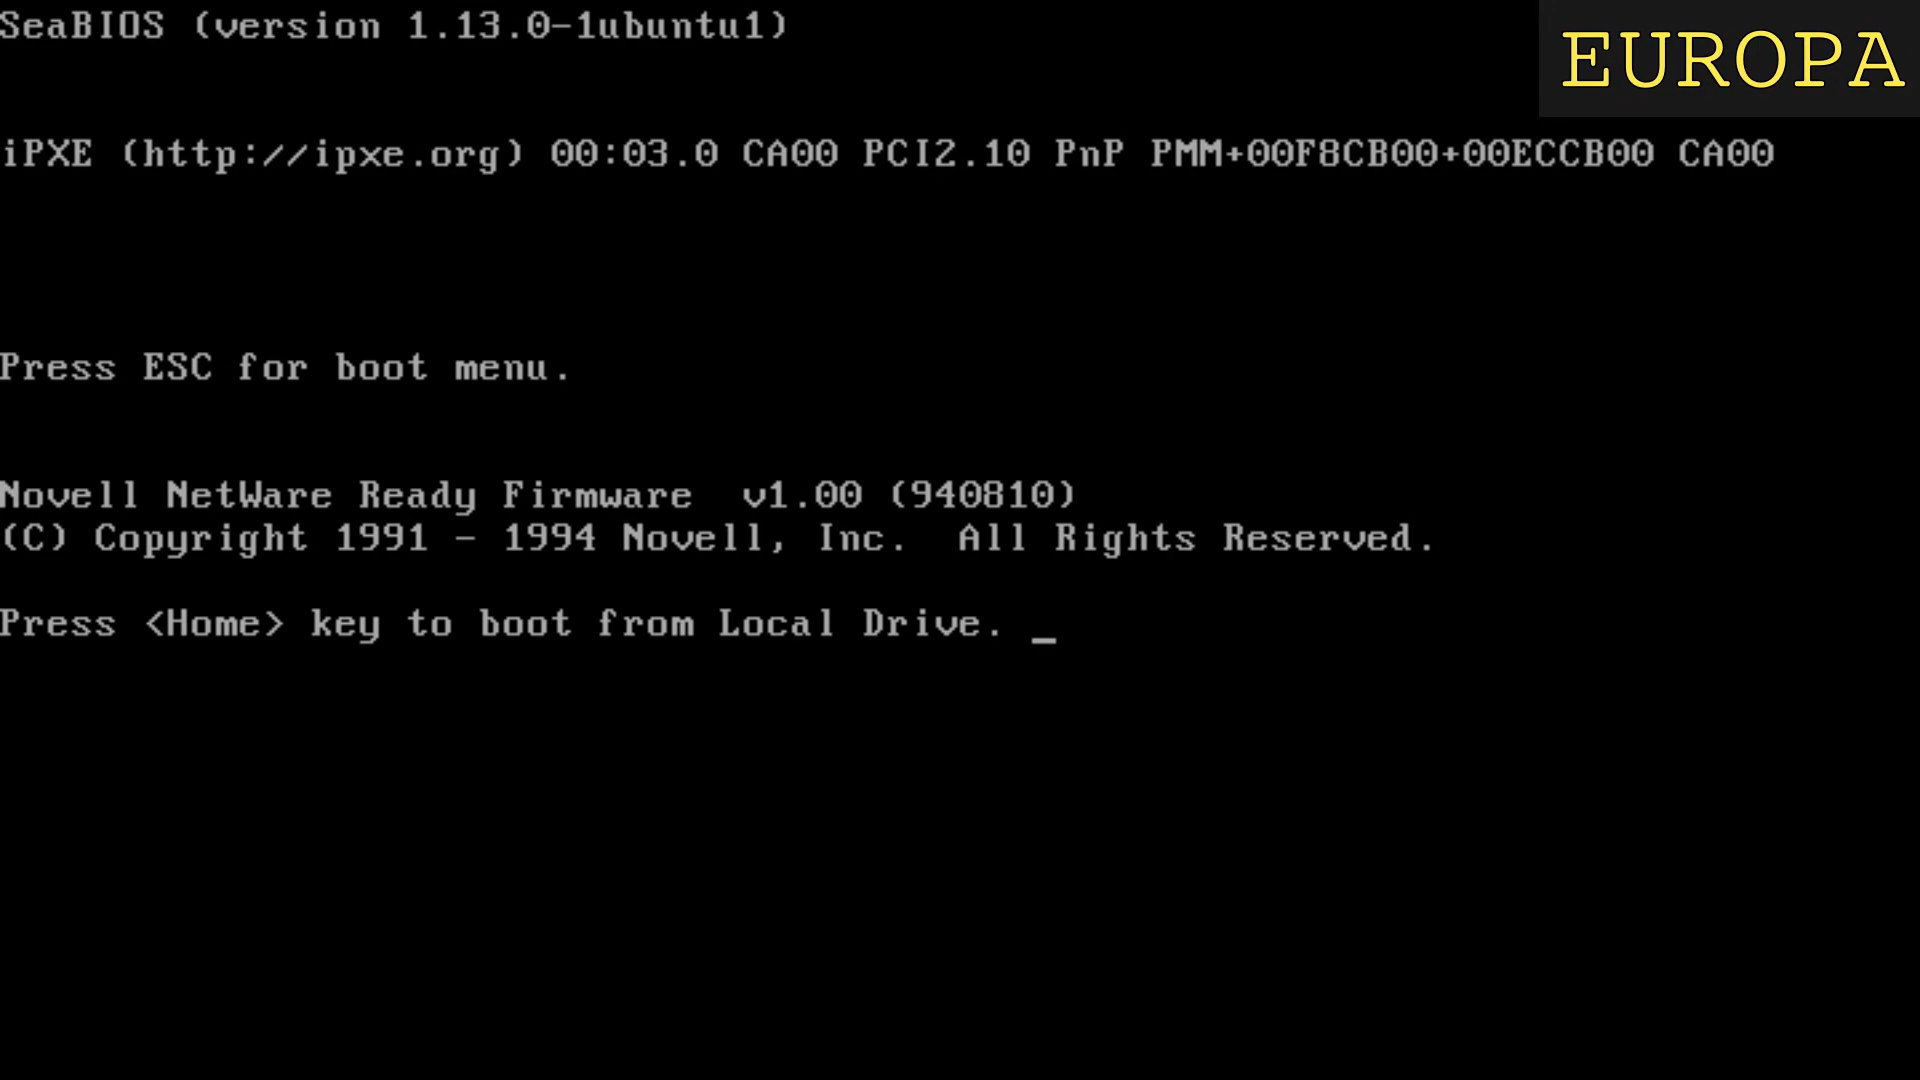 SeaBIOS (version 1.13.0-1ubuntu1)
EUROPA
iPXE (http://ipxe.org) 00:03.0 CA00 PCI2.10 PnP PMM+00F8CB00+00ECCB00 CA00
Press ESC for boot menu.
Novell NetWare Ready Firmware  v1.00 (940810)
(C) Copyright 1991 - 1994 Novell, Inc.  All Rights Reserved.
Press <Home> key to boot from Local Drive. _